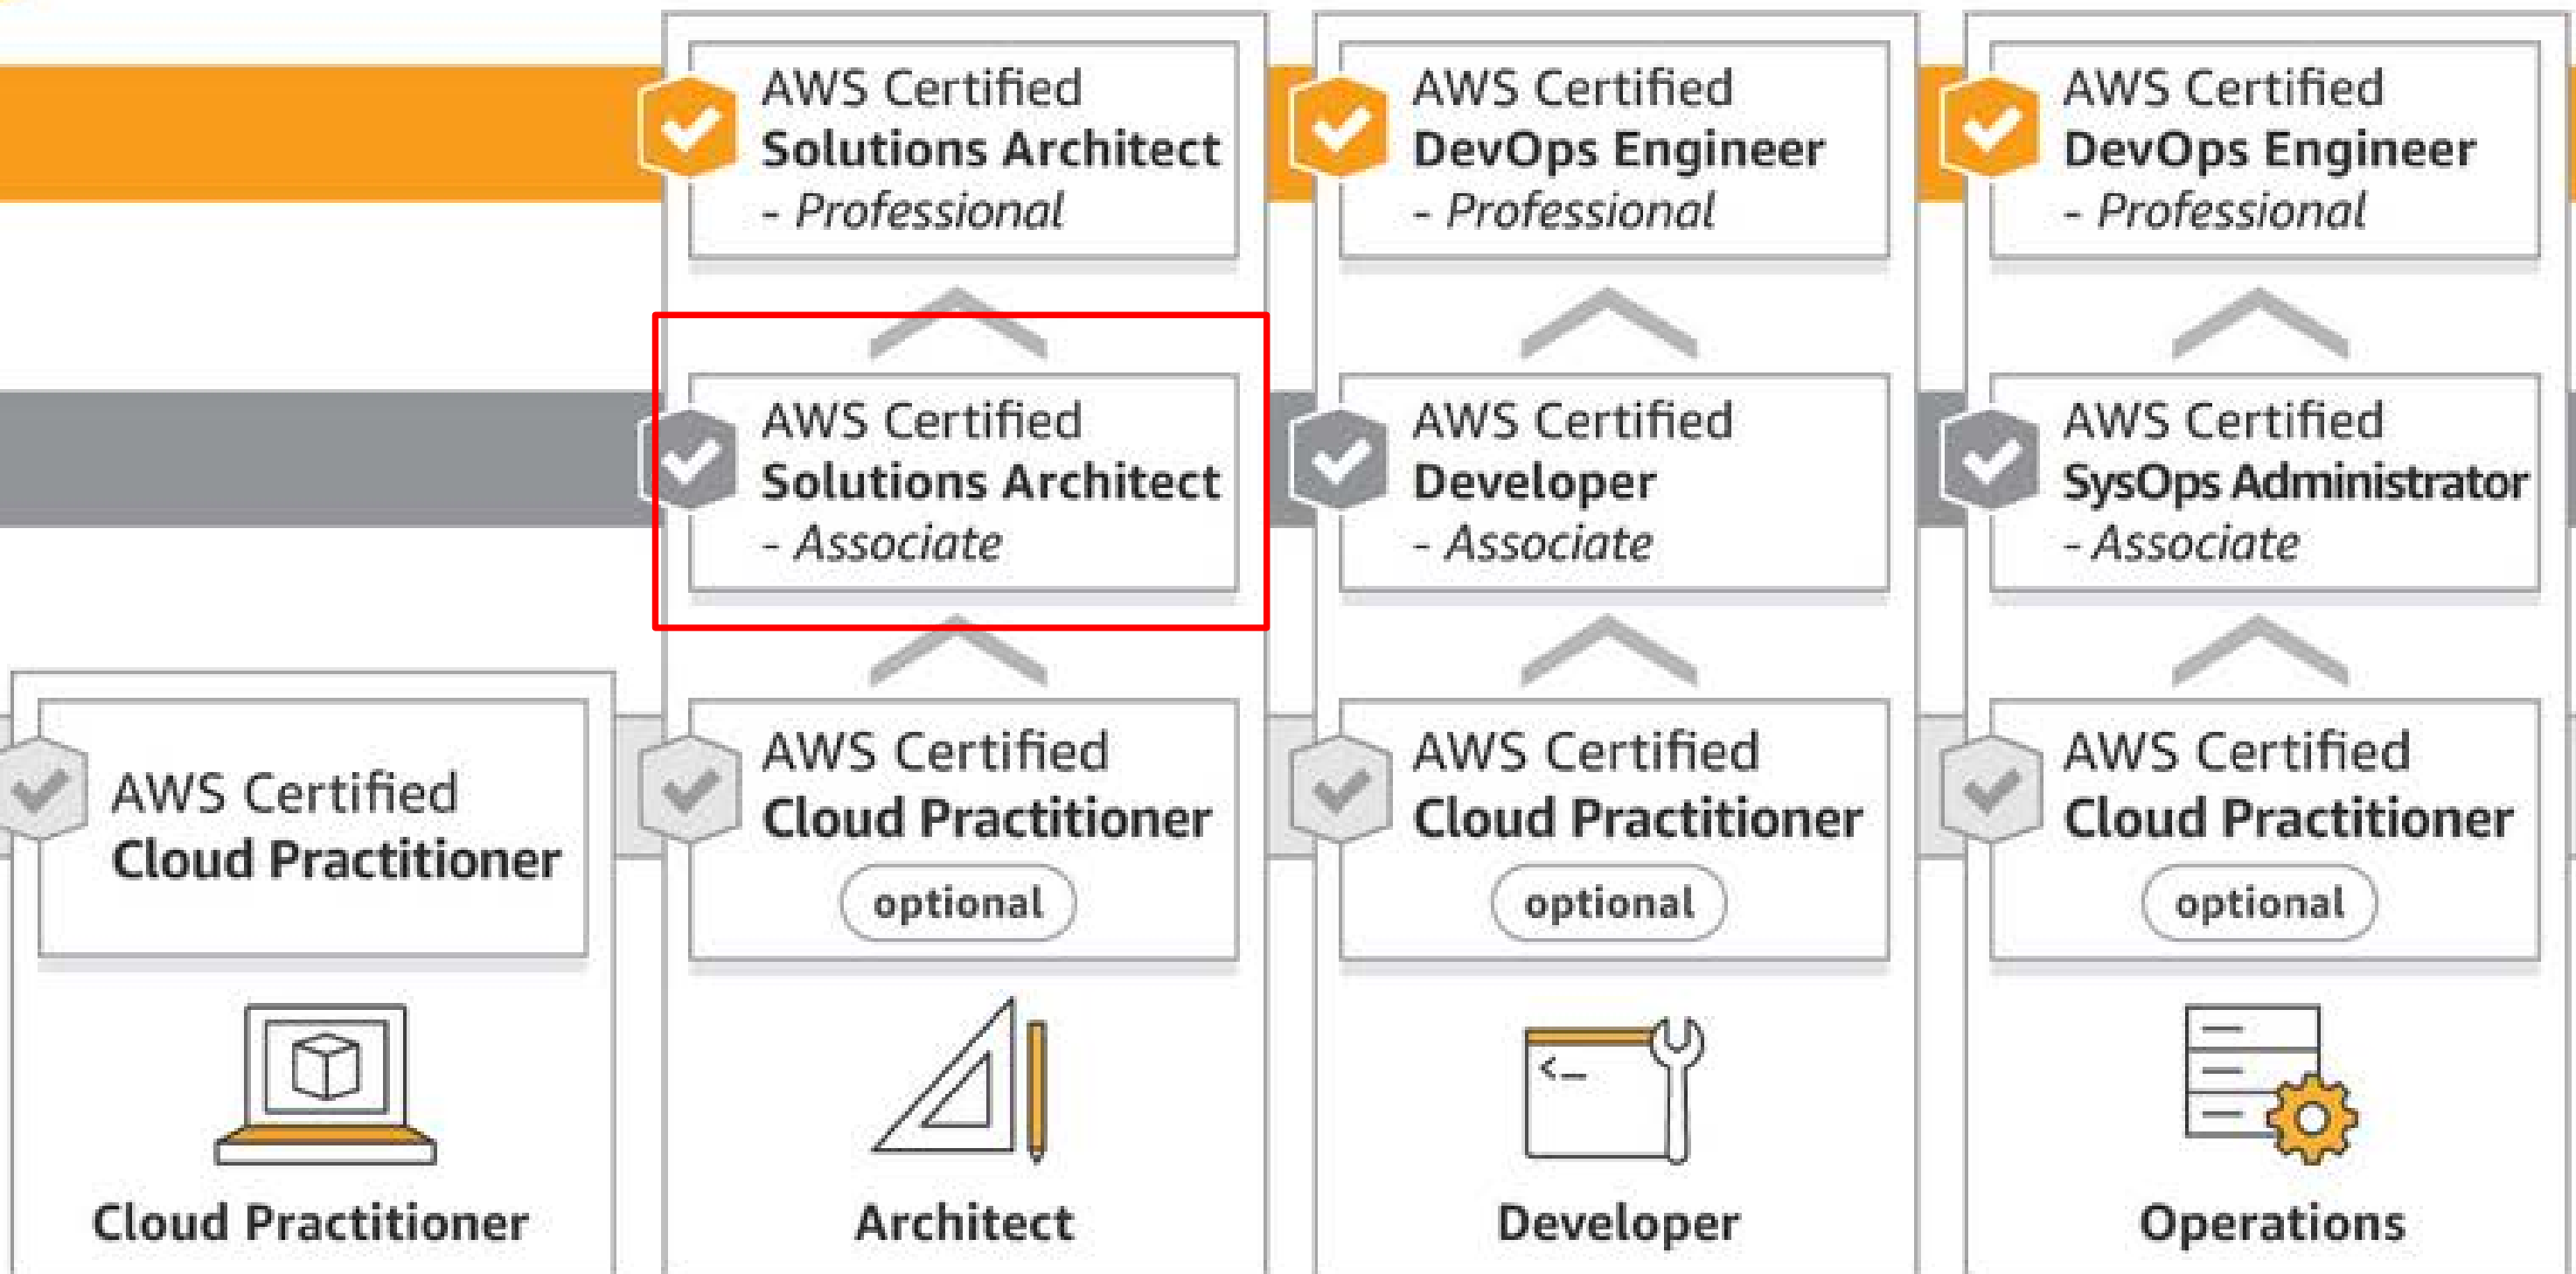 AWS Certified
Solutions Architect
- Professional
AWS Certified
DevOps Engineer
- Professional
AWS Certified
DevOps Engineer
- Professional
AWS Certified
Solutions Architect
- Associate
AWS Certified
Developer
- Associate
AWS Certified
SysOps Administrator
- Associate
AWS Certified
Cloud Practitioner
AWS Certified
Cloud Practitioner
optional
AWS Certified
Cloud Practitioner
optional
AWS Certified
Cloud Practitioner
optional
Cloud Practitioner
Architect
Developer
Operations